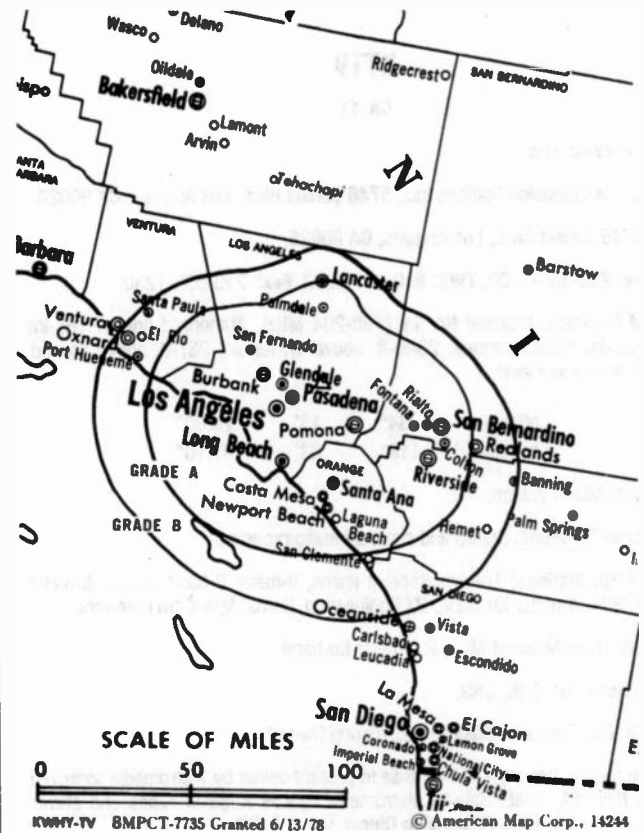 Delano
Wasco
Oildale
Ridgecrest
SAN BERNARDINO
Bakersfield
Lamont
Arvin
Tehachapi
N
VENTURA
LOS ANGELES
Lancaster
Barstow
Palmdale
I
Santa Paula
Ventura
Oxnard
El Rio
Port Hueneme
San Fernando
Burbank
Glendale
Pasadena
Los Angeles
Pomona
Fontana
Rialto
San Bernardino
Redlands
Colton
Riverside
Long Beach
ORANGE
Banning
GRADE A
Santa Ana
Costa Mesa
Newport Beach
Laguna Beach
Hemet
Palm Springs
GRADE B
San Clemente
SAN DIEGO
Oceanside
Vista
Carlsbad
Leucadia
Escondido
La Mesa
San Diego
El Cajon
Lemon Grove
Coronado
National City
Imperial Beach
Chula Vista
SCALE OF MILES
0 50 100
KWHY-TV BMPCT-7735 Granted 6/13/78
© American Map Corp., 14244